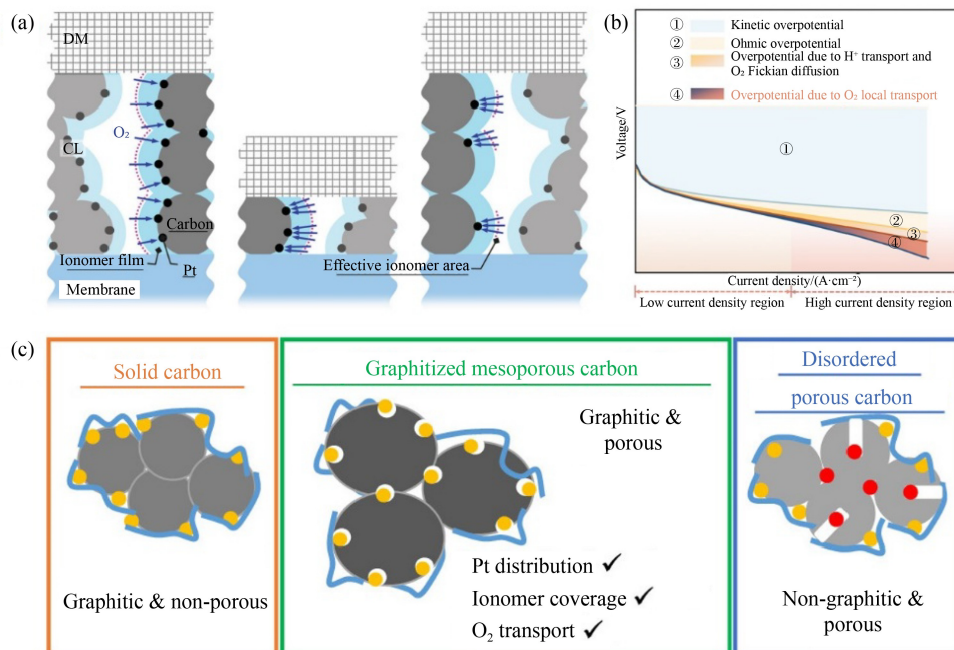 (a)
DM
O₂
CL
Carbon
Ionomer film
Pt
Membrane
Effective ionomer area
(b)
① Kinetic overpotential
② Ohmic overpotential
③ Overpotential due to H⁺ transport and
O₂ Fickian diffusion
④ Overpotential due to O₂ local transport
Voltage/V
①
②
③
④
Current density/(A·cm⁻²)
Low current density region
High current density region
(c)
Solid carbon
Graphitic & non-porous
Graphitized mesoporous carbon
Graphitic &
porous
Pt distribution ✓
Ionomer coverage ✓
O₂ transport ✓
Disordered
porous carbon
Non-graphitic &
porous